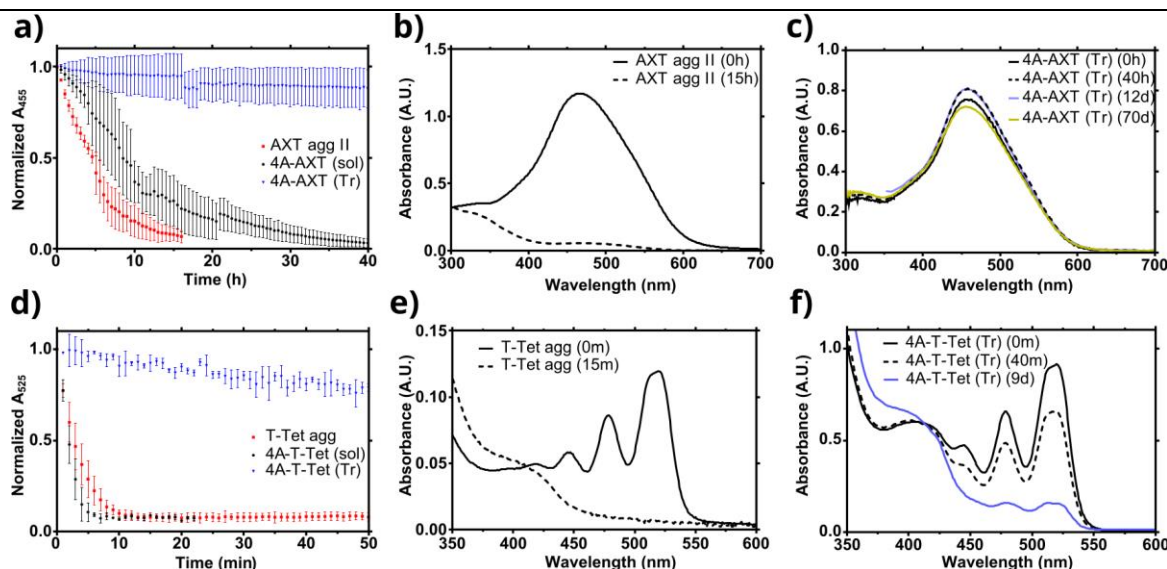 a)
Normalized A455
1.0
0.5
0.0
0 10 20 30 40
Time (h)
AXT agg II
4A-AXT (sol)
4A-AXT (Tr)
b)
Absorbance (A.U.)
1.5
1.0
0.5
0.0
300 400 500 600 700
Wavelength (nm)
AXT agg II (0h)
AXT agg II (15h)
c)
Absorbance (A.U.)
1.0
0.8
0.6
0.4
0.2
0.0
300 400 500 600 700
Wavelength (nm)
4A-AXT (Tr) (0h)
4A-AXT (Tr) (40h)
4A-AXT (Tr) (12d)
4A-AXT (Tr) (70d)
d)
Normalized A525
1.0
0.5
0.0
0 10 20 30 40 50
Time (min)
T-Tet agg
4A-T-Tet (sol)
4A-T-Tet (Tr)
e)
Absorbance (A.U.)
0.15
0.10
0.05
0.00
350 400 450 500 550 600
Wavelength (nm)
T-Tet agg (0m)
T-Tet agg (15m)
f)
Absorbance (A.U.)
1.0
0.5
0.0
350 400 450 500 550 600
Wavelength (nm)
4A-T-Tet (Tr) (0m)
4A-T-Tet (Tr) (40m)
4A-T-Tet (Tr) (9d)